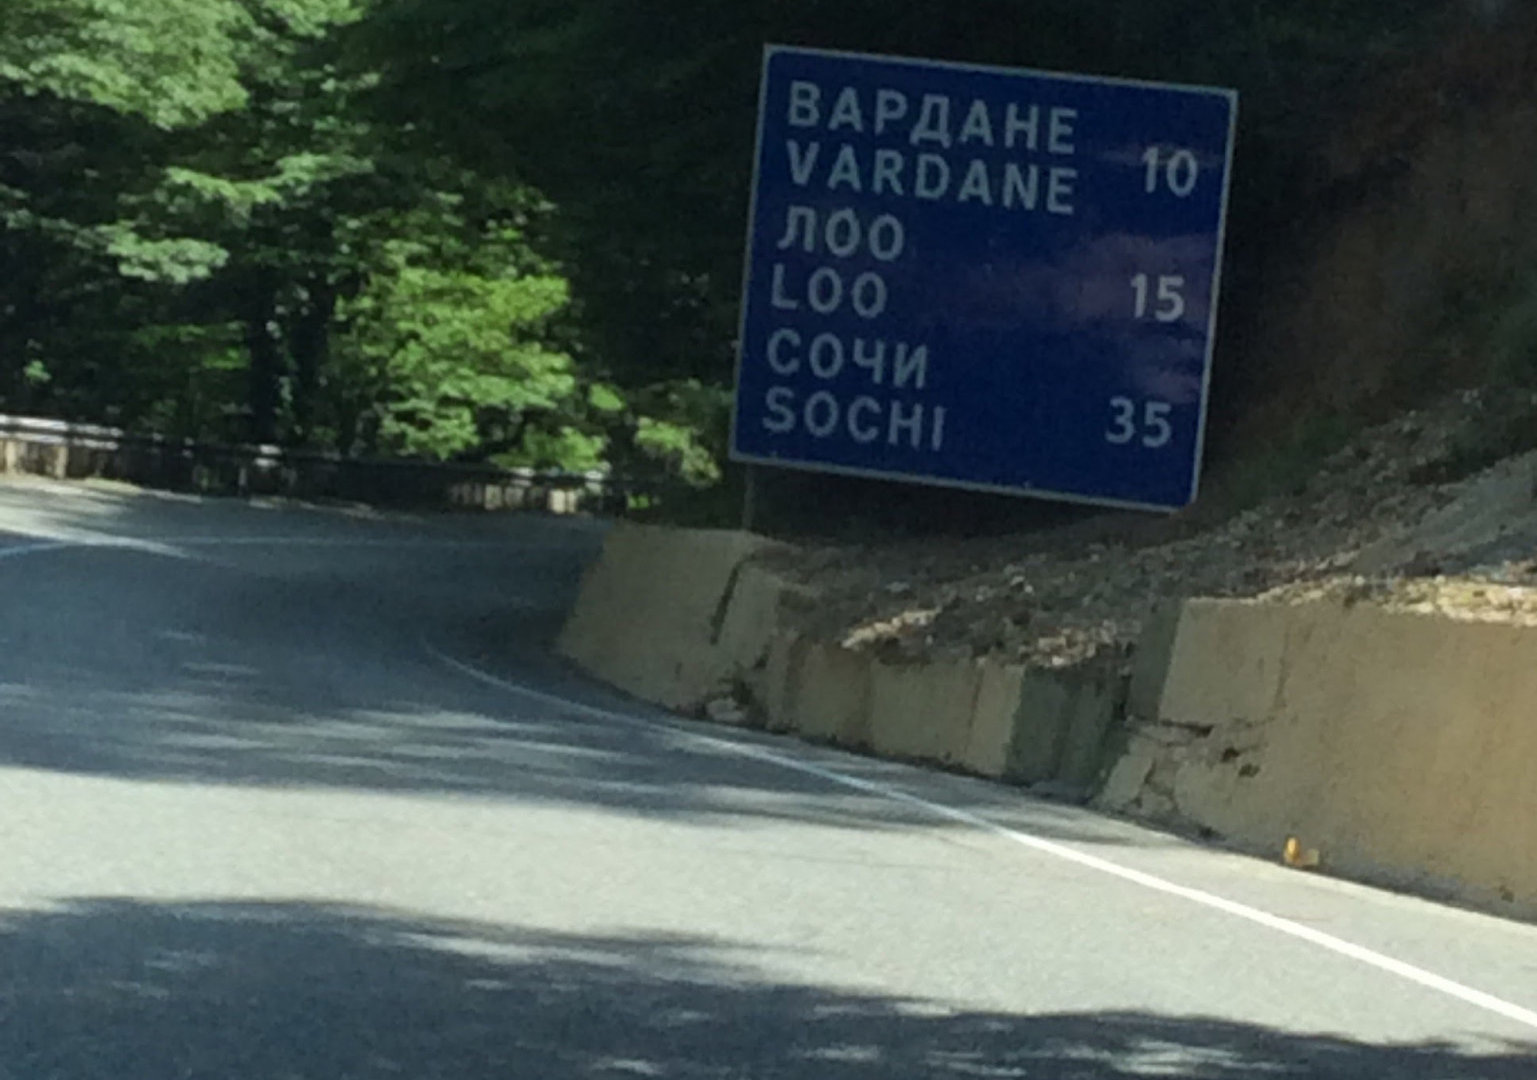 ВАРДАНЕ
VARDANE 10
ЛОО
LOO 15
СОЧИ
SOCHI 35